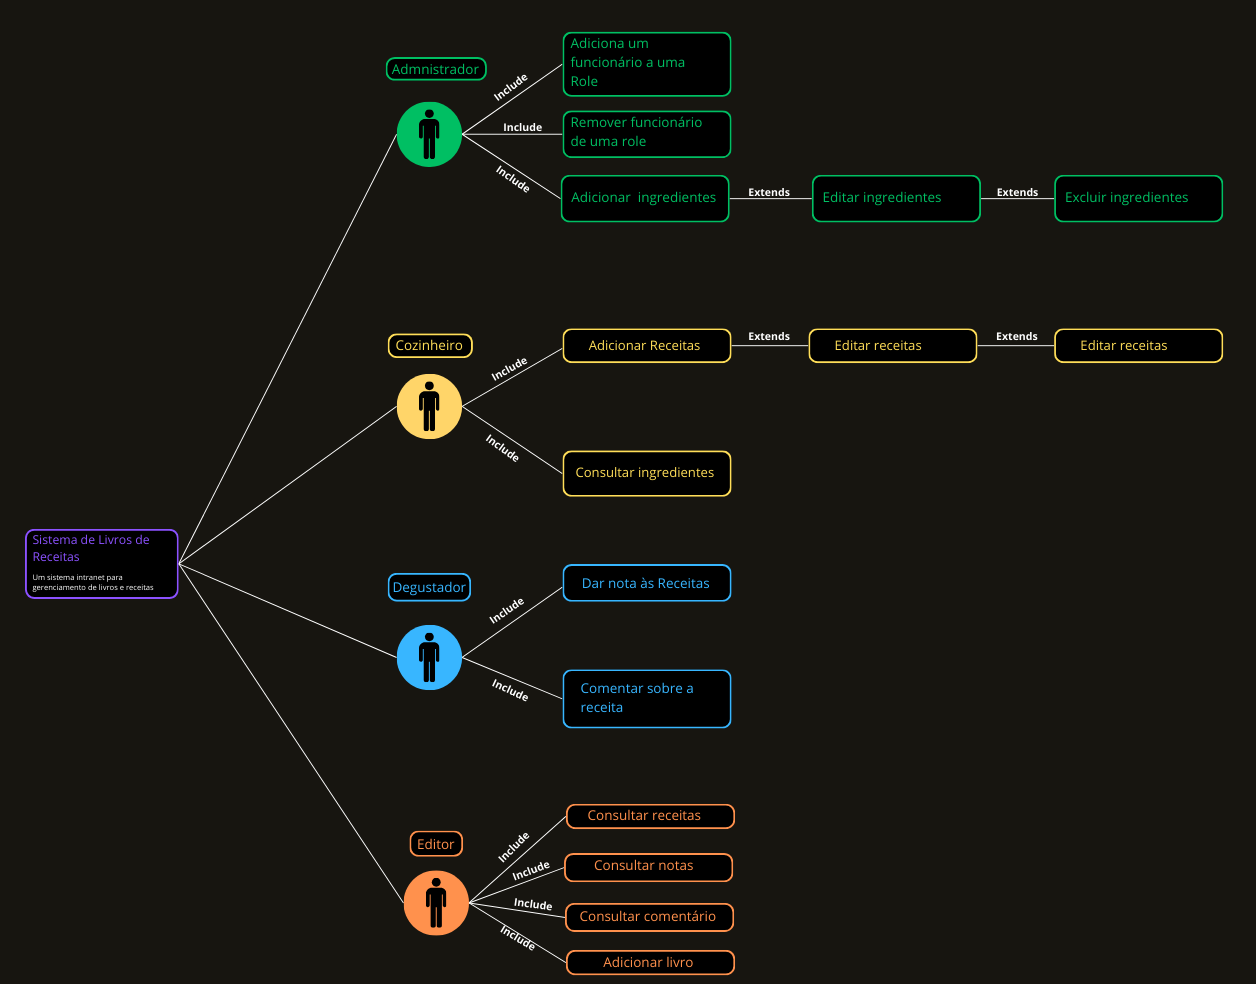 Admnistrador
Include
Adiciona um
funcionário a uma
Role
Include
Remover funcionário
de uma role
Include
Adicionar ingredientes
Extends
Editar ingredientes
Extends
Excluir ingredientes
Cozinheiro
Include
Adicionar Receitas
Extends
Editar receitas
Extends
Editar receitas
Include
Consultar ingredientes
Sistema de Livros de
Receitas
Um sistema intranet para
gerenciamento de livros e receitas
Degustador
Include
Dar nota às Receitas
Include
Comentar sobre a
receita
Editor
Include
Consultar receitas
Include
Consultar notas
Include
Consultar comentário
Include
Adicionar livro